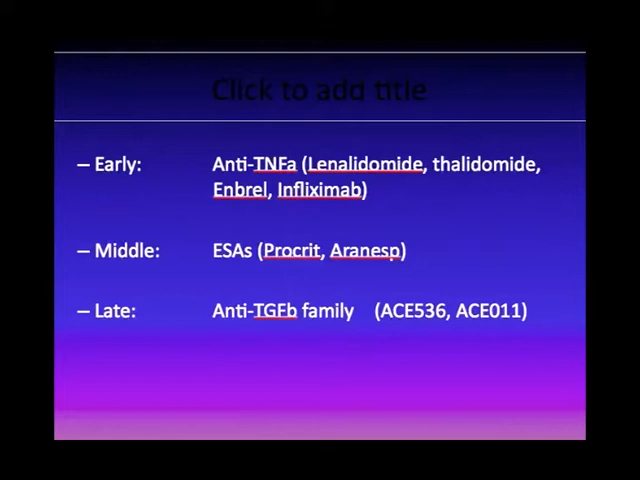 Click to add title
– Early: Anti-TNFa (Lenalidomide, thalidomide,
Enbrel, Infliximab)
– Middle: ESAs (Procrit, Aranesp)
– Late: Anti-TGFb family (ACE536, ACE011)